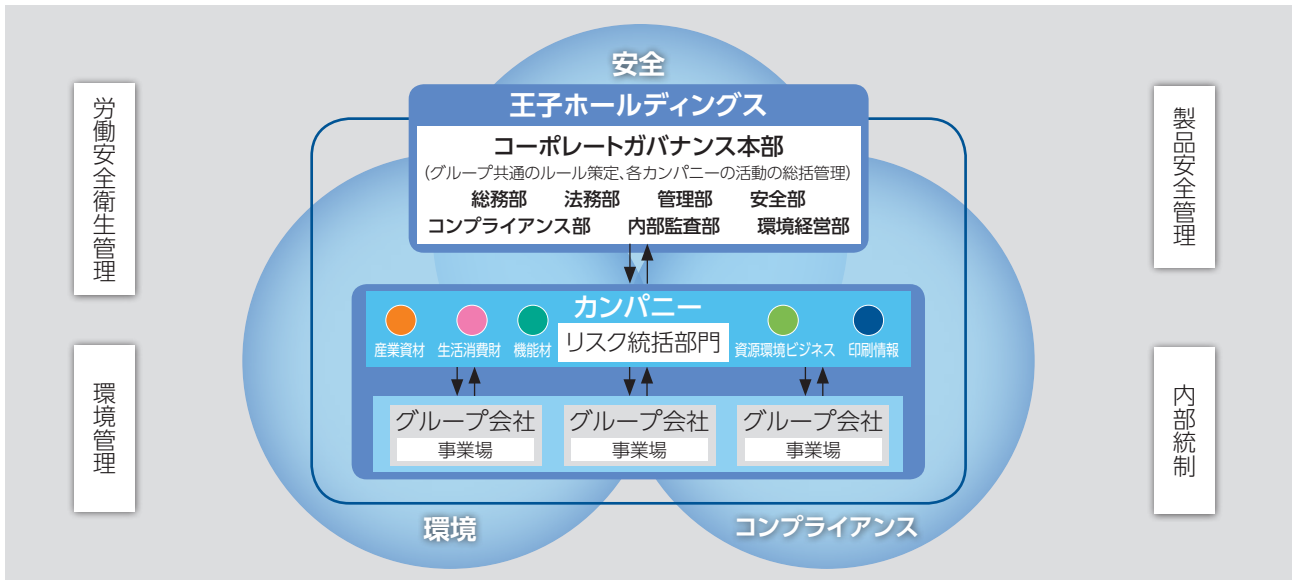 安全
労働安全衛生管理
環境管理
王子ホールディングス
コーポレートガバナンス本部
(グループ共通のルール策定、各カンパニーの活動の総括管理)
総務部 法務部 管理部 安全部
コンプライアンス部 内部監査部 環境経営部
カンパニー
リスク統括部門
産業資材 生活消費財 機能材 資源環境ビジネス 印刷情報
グループ会社 グループ会社 グループ会社
事業場 事業場 事業場
環境
コンプライアンス
製品安全管理
内部統制